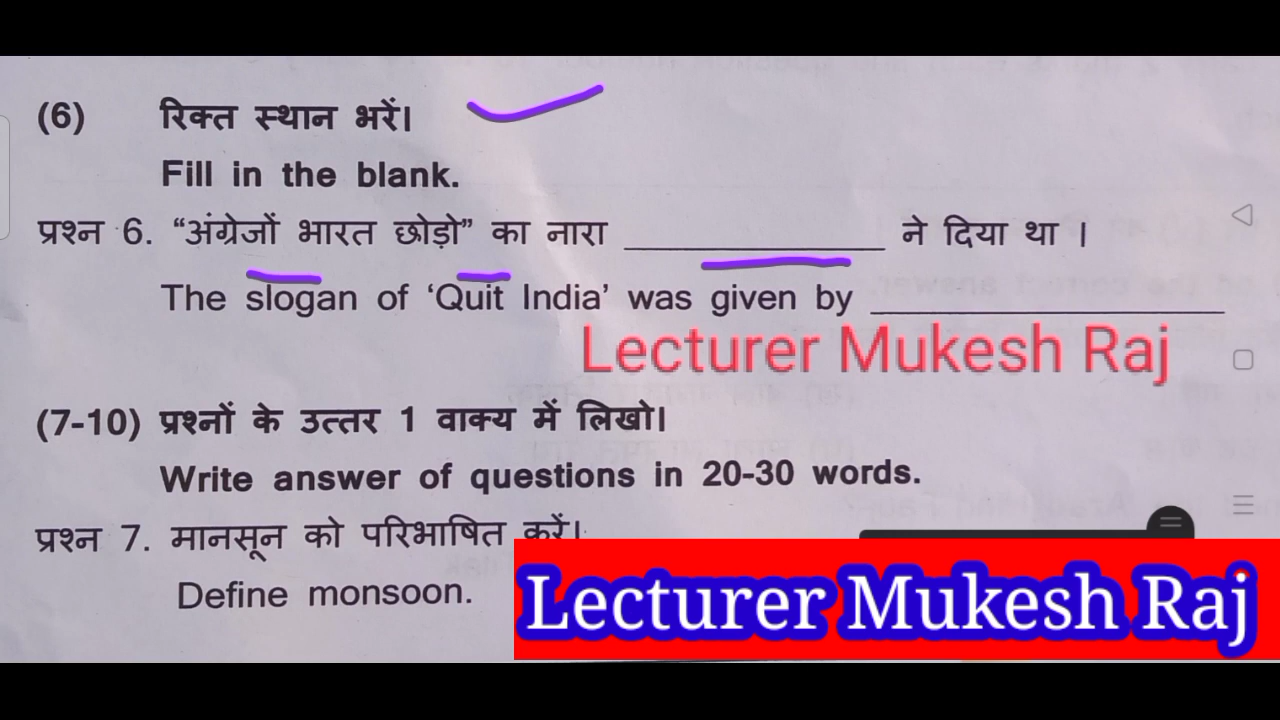 (6) रिक्त स्थान भरें।
Fill in the blank.
प्रश्न 6. “अंग्रेजों भारत छोड़ो” का नारा ______________ ने दिया था ।
The slogan of ‘Quit India’ was given by ______________
Lecturer Mukesh Raj
(7-10) प्रश्नों के उत्तर 1 वाक्य में लिखो।
Write answer of questions in 20-30 words.
प्रश्न 7. मानसून को परिभाषित करें।
Define monsoon.
Lecturer Mukesh Raj